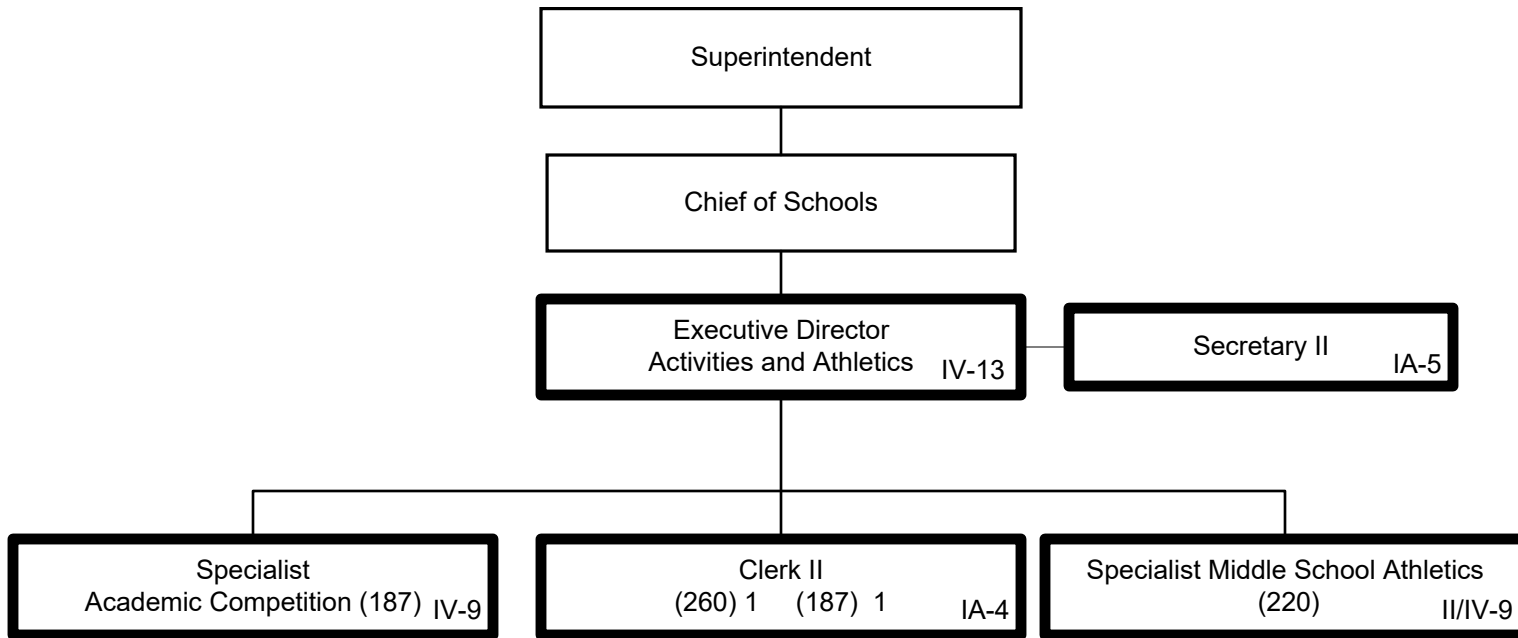 Superintendent
Chief of Schools
Executive Director
Activities and Athletics
IV-13
Secretary II
IA-5
Specialist
Academic Competition (187)
IV-9
Clerk II
(260) 1 (187) 1
IA-4
Specialist Middle School Athletics
(220)
II/IV-9